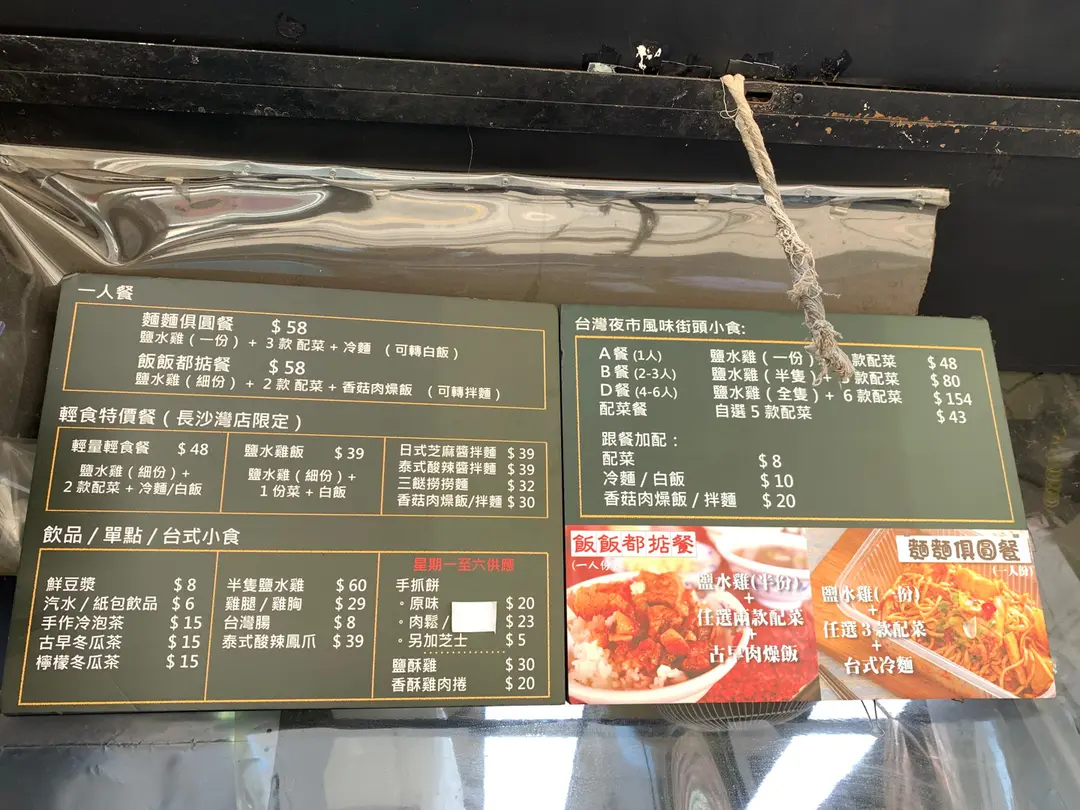 一人餐
麵麵俱圓餐 $ 58
鹽水雞（一份）+ 3 款 配菜 + 冷麵 （可轉白飯）
飯飯都掂餐 $ 58
鹽水雞（細份）+ 2 款 配菜 + 香菇肉燥飯 （可轉拌麵）
輕食特價餐（長沙灣店限定）
輕量輕食餐 $ 48
鹽水雞（細份）+
2 款配菜 + 冷麵/白飯
鹽水雞飯 $ 39
鹽水雞（細份）+
1 份菜 + 白飯
日式芝麻醬拌麵 $ 39
泰式酸辣醬拌麵 $ 39
三餸撈撈麵 $ 32
香菇肉燥飯/拌麵 $ 30
飲品 / 單點 / 台式小食
鮮豆漿 $ 8
汽水 / 紙包飲品 $ 6
手作冷泡茶 $ 15
古早冬瓜茶 $ 15
檸檬冬瓜茶 $ 15
半隻鹽水雞 $ 60
雞腿 / 雞胸 $ 29
台灣腸 $ 8
泰式酸辣鳳爪 $ 39
星期一至六供應
手抓餅
。原味 $ 20
。肉鬆 / $ 23
。另加芝士 $ 5
鹽酥雞 $ 30
香酥雞肉捲 $ 20
台灣夜市風味街頭小食:
A 餐 (1人) 鹽水雞（一份） 款配菜 $ 48
B 餐 (2-3人) 鹽水雞（半隻）+ 款配菜 $ 80
D 餐 (4-6人) 鹽水雞（全隻）+ 6 款配菜 $ 154
配菜餐 自選 5 款配菜 $ 43
跟餐加配：
配菜 $ 8
冷麵 / 白飯 $ 10
香菇肉燥飯 / 拌麵 $ 20
飯飯都掂餐
(一人份)
鹽水雞(半份)
+
任選兩款配菜
+
古早肉燥飯
麵麵俱圓餐
(一人份)
鹽水雞(一份)
+
任選 3 款配菜
+
台式冷麵